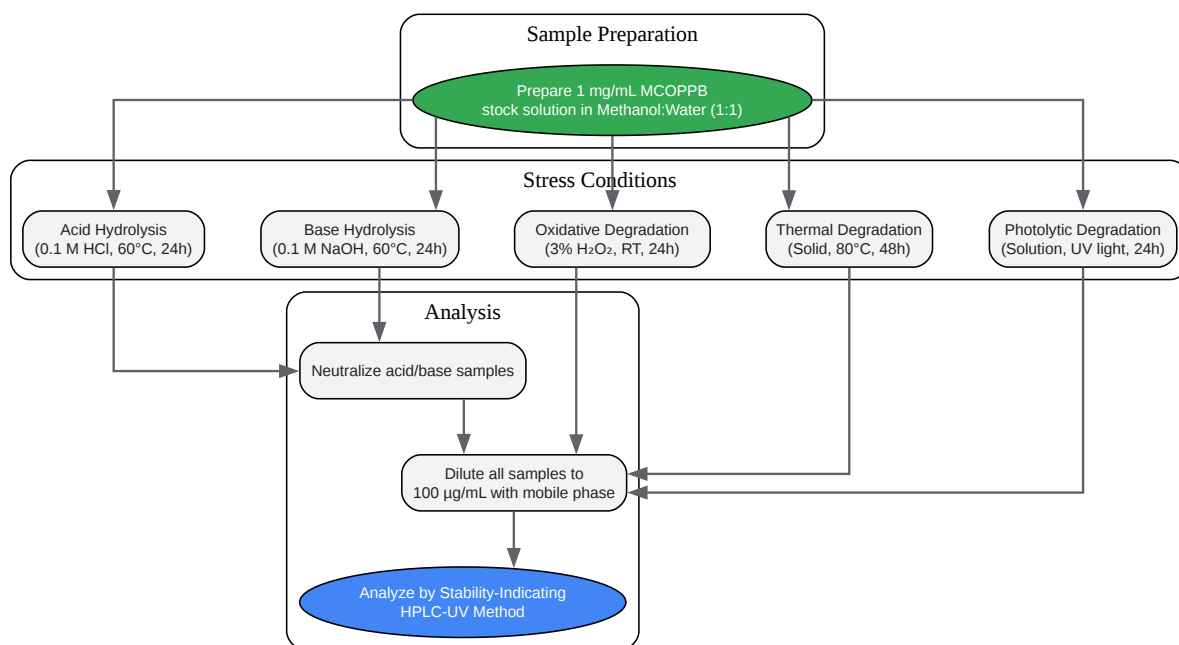 Sample Preparation
Prepare 1 mg/mL MCOPPB
stock solution in Methanol:Water (1:1)
Stress Conditions
Acid Hydrolysis
(0.1 M HCl, 60°C, 24h)
Base Hydrolysis
(0.1 M NaOH, 60°C, 24h)
Oxidative Degradation
(3% H₂O₂, RT, 24h)
Thermal Degradation
(Solid, 80°C, 48h)
Photolytic Degradation
(Solution, UV light, 24h)
Analysis
Neutralize acid/base samples
Dilute all samples to
100 µg/mL with mobile phase
Analyze by Stability-Indicating
HPLC-UV Method